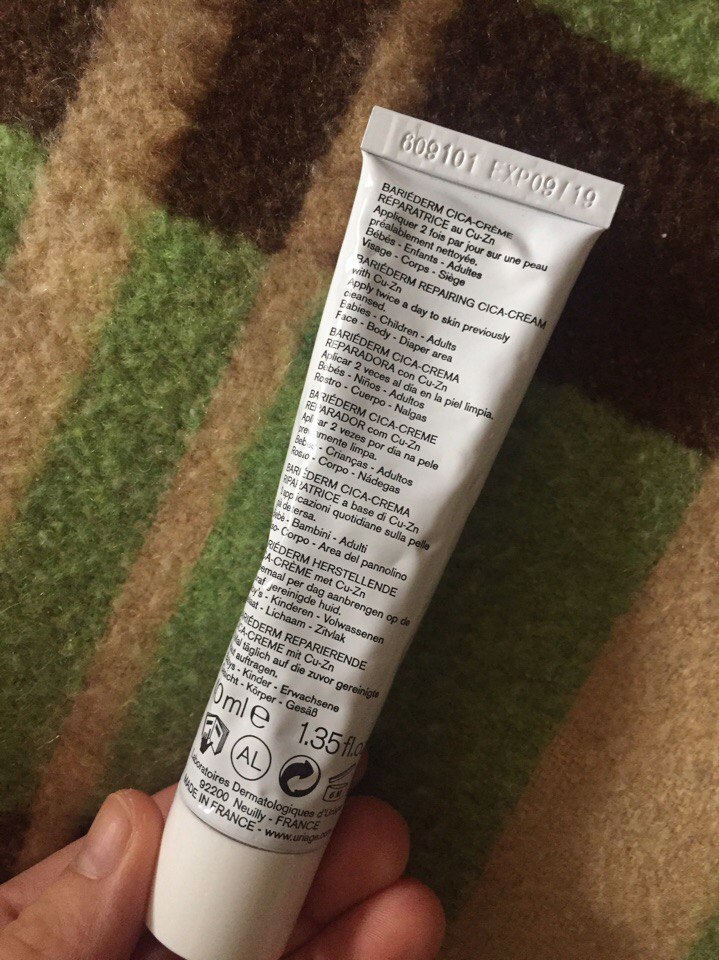 609101 EXP09/19
BARIÉDERM CICA-CRÈME
RÉPARATRICE au Cu-Zn
Appliquer 2 fois par jour sur une peau
préalablement nettoyée.
Bébés - Enfants - Adultes
Visage - Corps - Siège
BARIÉDERM REPAIRING CICA-CREAM
with Cu-Zn
Apply twice a day to skin previously
cleansed.
Babies - Children - Adults
Face - Body - Diaper area
BARIÉDERM CICA-CREMA
REPARADORA con Cu-Zn
Aplicar 2 veces al día en la piel limpia.
Bebés - Niños - Adultos
Rostro - Cuerpo - Nalgas
BARIÉDERM CICA-CREME
REPARADOR com Cu-Zn
Aplicar 2 vezes por dia na pele
previamente limpa.
- Crianças - Adultos
- Corpo - Nádegas
BARIÉDERM CICA-CREMA
RIPARATRICE a base di Cu-Zn
applicazioni quotidiane sulla pelle
detersa.
- Bambini - Adulti
- Corpo - Area del pannolino
HERSTELLENDE
CICA-CRÈME met Cu-Zn
per dag aanbrengen op de
gereinigde huid.
- Kinderen - Volwassenen
- Lichaam - Zitvlak
REPARIERENDE
CICA-CREME mit Cu-Zn
täglich auf die zuvor gereinigte
auftragen.
- Kinder - Erwachsene
- Körper - Gesäß
0ml e 1.35 fl.o
AL
6 M
Laboratoires Dermatologiques d'Uriage
92200 Neuilly - FRANCE
MADE IN FRANCE - www.uriage.